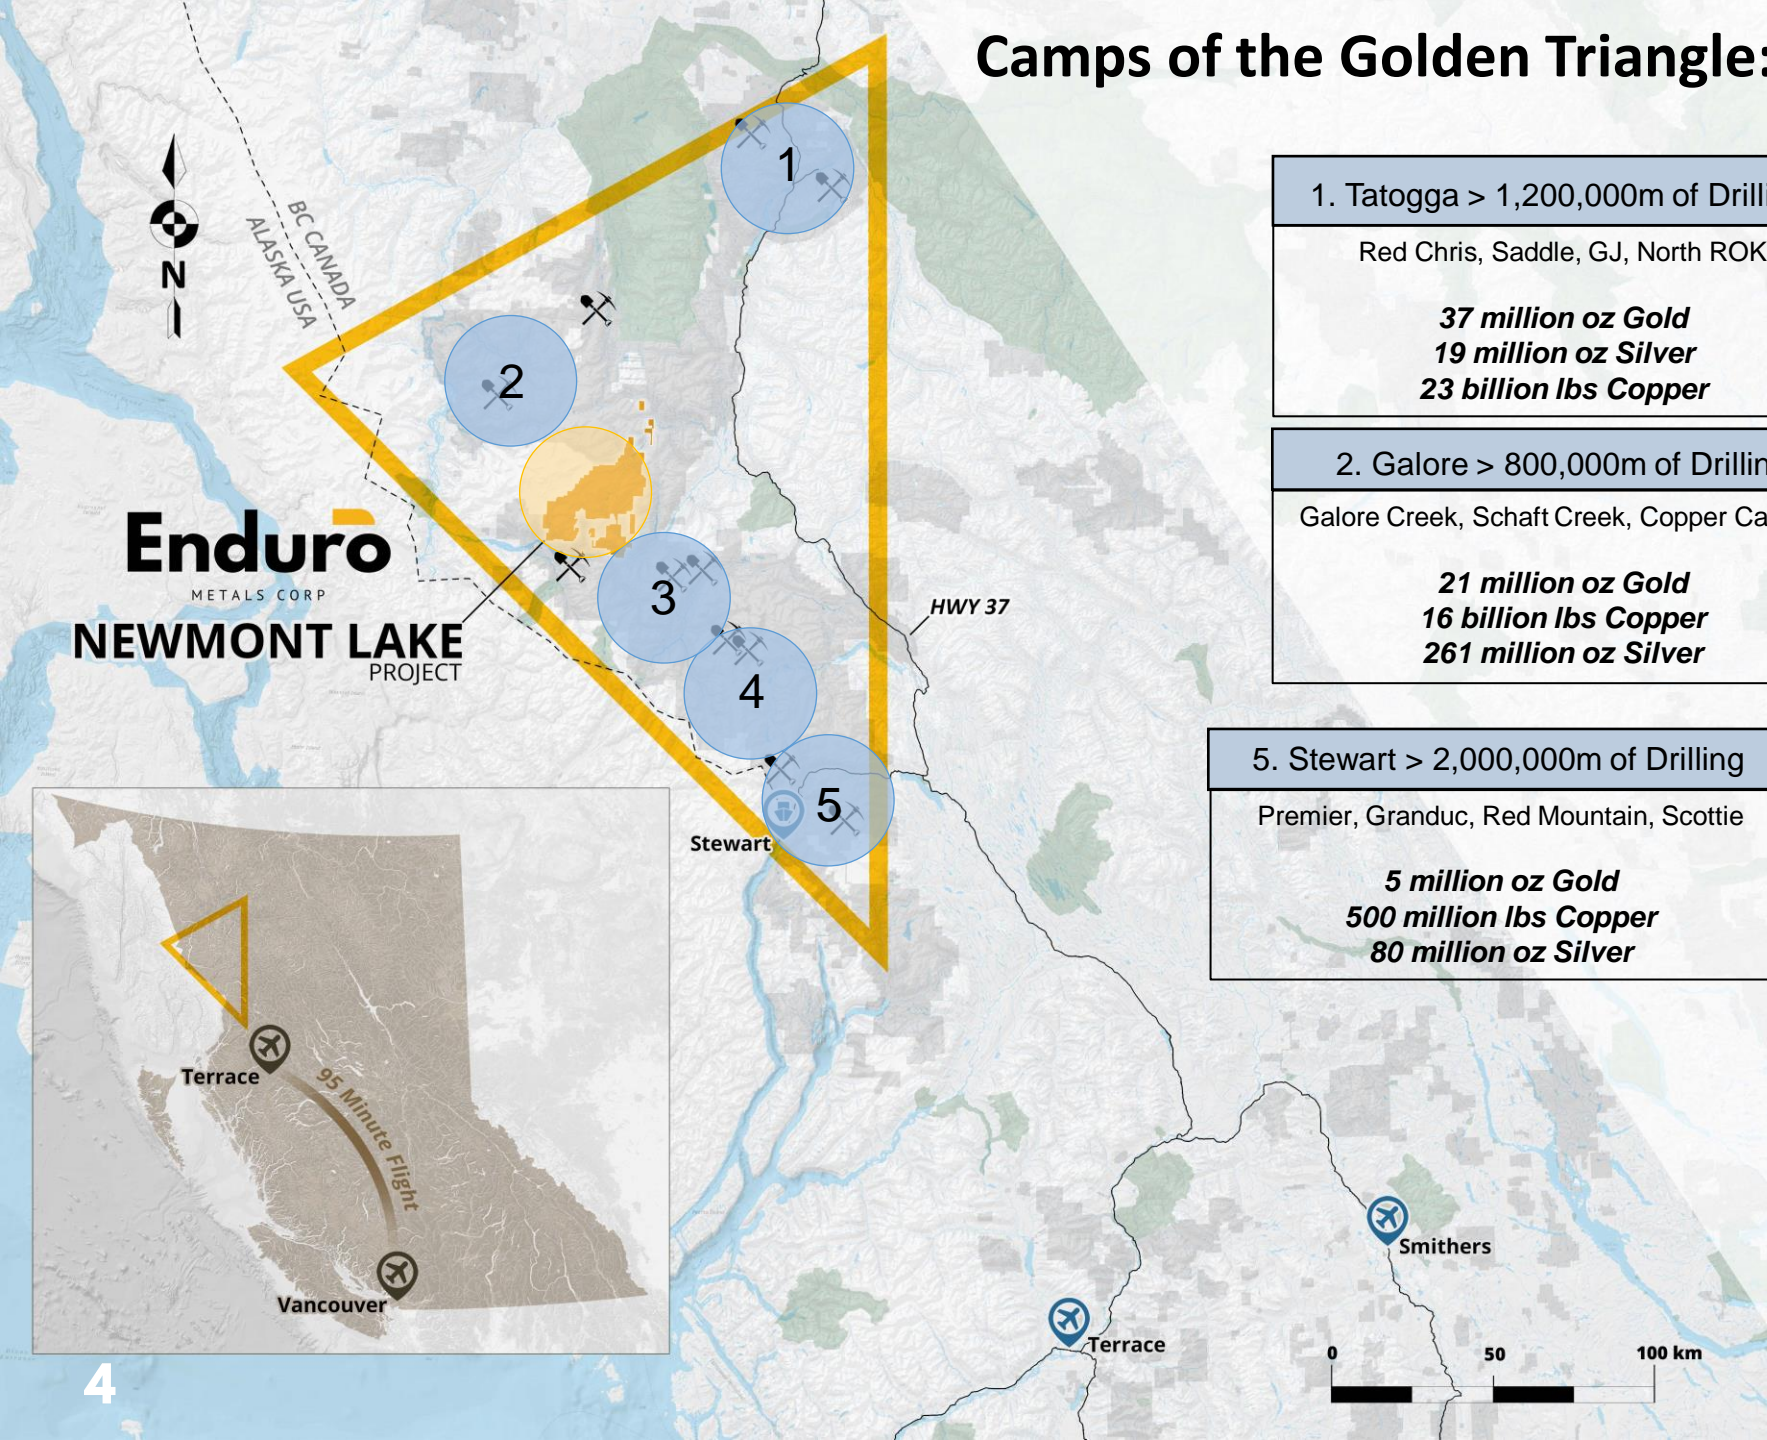 Camps of the Golden Triangle:
1. Tatogga > 1,200,000m of Drilli
Red Chris, Saddle, GJ, North ROK
37 million oz Gold
19 million oz Silver
23 billion lbs Copper
2. Galore > 800,000m of Drillin
Galore Creek, Schaft Creek, Copper Ca
21 million oz Gold
16 billion lbs Copper
261 million oz Silver
5. Stewart > 2,000,000m of Drilling
Premier, Granduc, Red Mountain, Scottie
5 million oz Gold
500 million lbs Copper
80 million oz Silver
N
BC CANADA
ALASKA USA
1
2
3
4
5
Enduro
METALS CORP
NEWMONT LAKE
PROJECT
HWY 37
Stewart
Terrace
95 Minute Flight
Vancouver
Smithers
Terrace
0 50 100 km
4